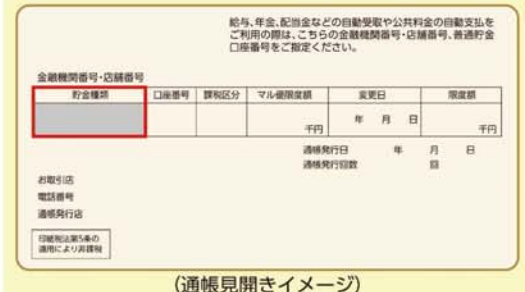 給与、年金、配当金などの自動受取や公共料金の自動支払を
ご利用の際は、こちらの金融機関番号・店舗番号、普通貯金
口座番号をご指定ください。
金融機関番号・店舗番号
貯金種類 口座番号 課税区分 マル優限度額 変更日 限度額
千円 年 月 日 千円
通帳発行日 年 月 日
通帳発行回数 回
お取引店
電話番号
通帳発行店
印紙税法第5条の
適用により非課税
(通帳見開きイメージ)